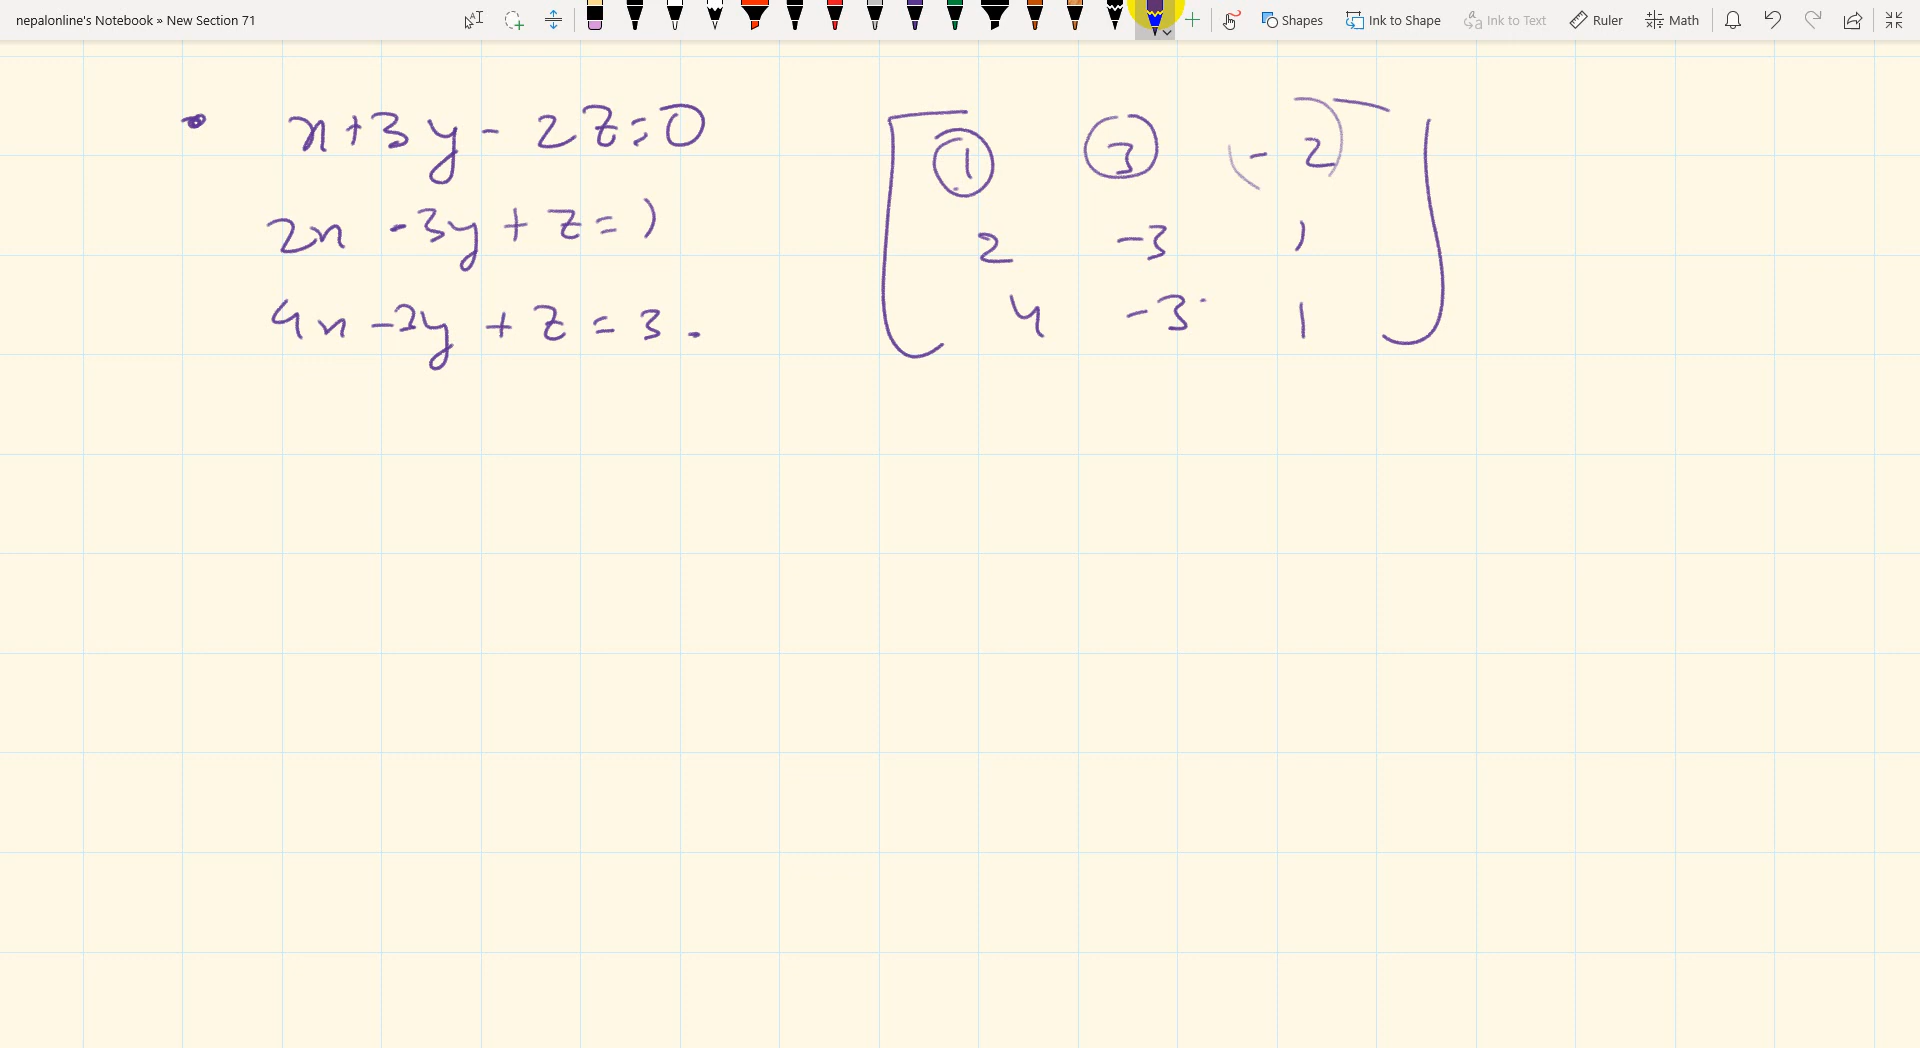 nepalonline's Notebook » New Section 71
Shapes
Ink to Shape
Ink to Text
Ruler
Math
x+3y-2z=0
2x-3y+z=1
4x-3y+z=3.
1 3 -2
2 -3 1
4 -3 1